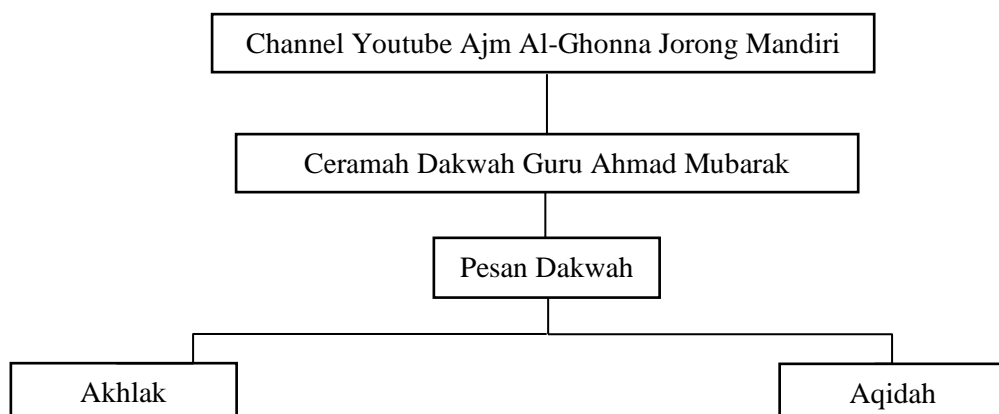 Channel Youtube Ajm Al-Ghonna Jorong Mandiri
Ceramah Dakwah Guru Ahmad Mubarak
Pesan Dakwah
Akhlak
Aqidah